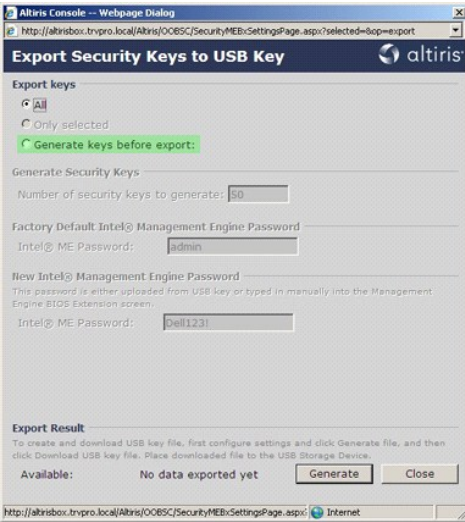 Altiris Console -- Webpage Dialog
http://altirisbox.trvpro.local/Altiris/OOBSC/SecurityMEBxSettingsPage.aspx?selected=&op=export
Export Security Keys to USB Key
altiris
Export keys
All
Only selected
Generate keys before export:
Generate Security Keys
Number of security keys to generate: 50
Factory Default Intel® Management Engine Password
Intel® ME Password: admin
New Intel® Management Engine Password
This password is either uploaded from USB key or typed in manually into the Management
Engine BIOS Extension screen.
Intel® ME Password: Dell123!
Export Result
To create and download USB key file, first configure settings and click Generate file, and then
click Download USB key file. Place downloaded file to the USB Storage Device.
Available: No data exported yet Generate Close
http://altirisbox.trvpro.local/Altiris/OOBSC/SecurityMEBxSettingsPage.aspx? Internet